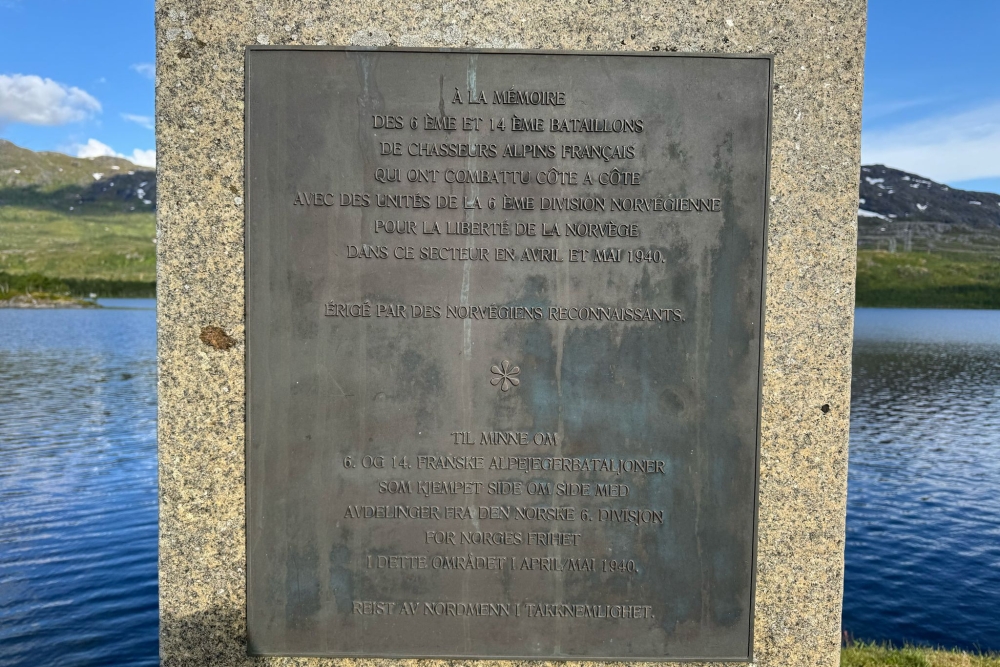 À LA MÉMOIRE
DES 6 ÈME ET 14 ÈME BATAILLONS
DE CHASSEURS ALPINS FRANÇAIS
QUI ONT COMBATTU CÔTE A CÔTE
AVEC DES UNITÉS DE LA 6 ÈME DIVISION NORVÉGIENNE
POUR LA LIBERTÉ DE LA NORVÈGE
DANS CE SECTEUR EN AVRIL ET MAI 1940.
ÉRIGÉ PAR DES NORVÉGIENS RECONNAISSANTS.
TIL MINNE OM
6. OG 14. FRANSKE ALPEJEGERBATALJONER
SOM KJEMPET SIDE OM SIDE MED
AVDELINGER FRA DEN NORSKE 6. DIVISJON
FOR NORGES FRIHET
I DETTE OMRÅDET I APRIL/MAI 1940.
REIST AV NORDMENN I TAKKNEMLIGHET.